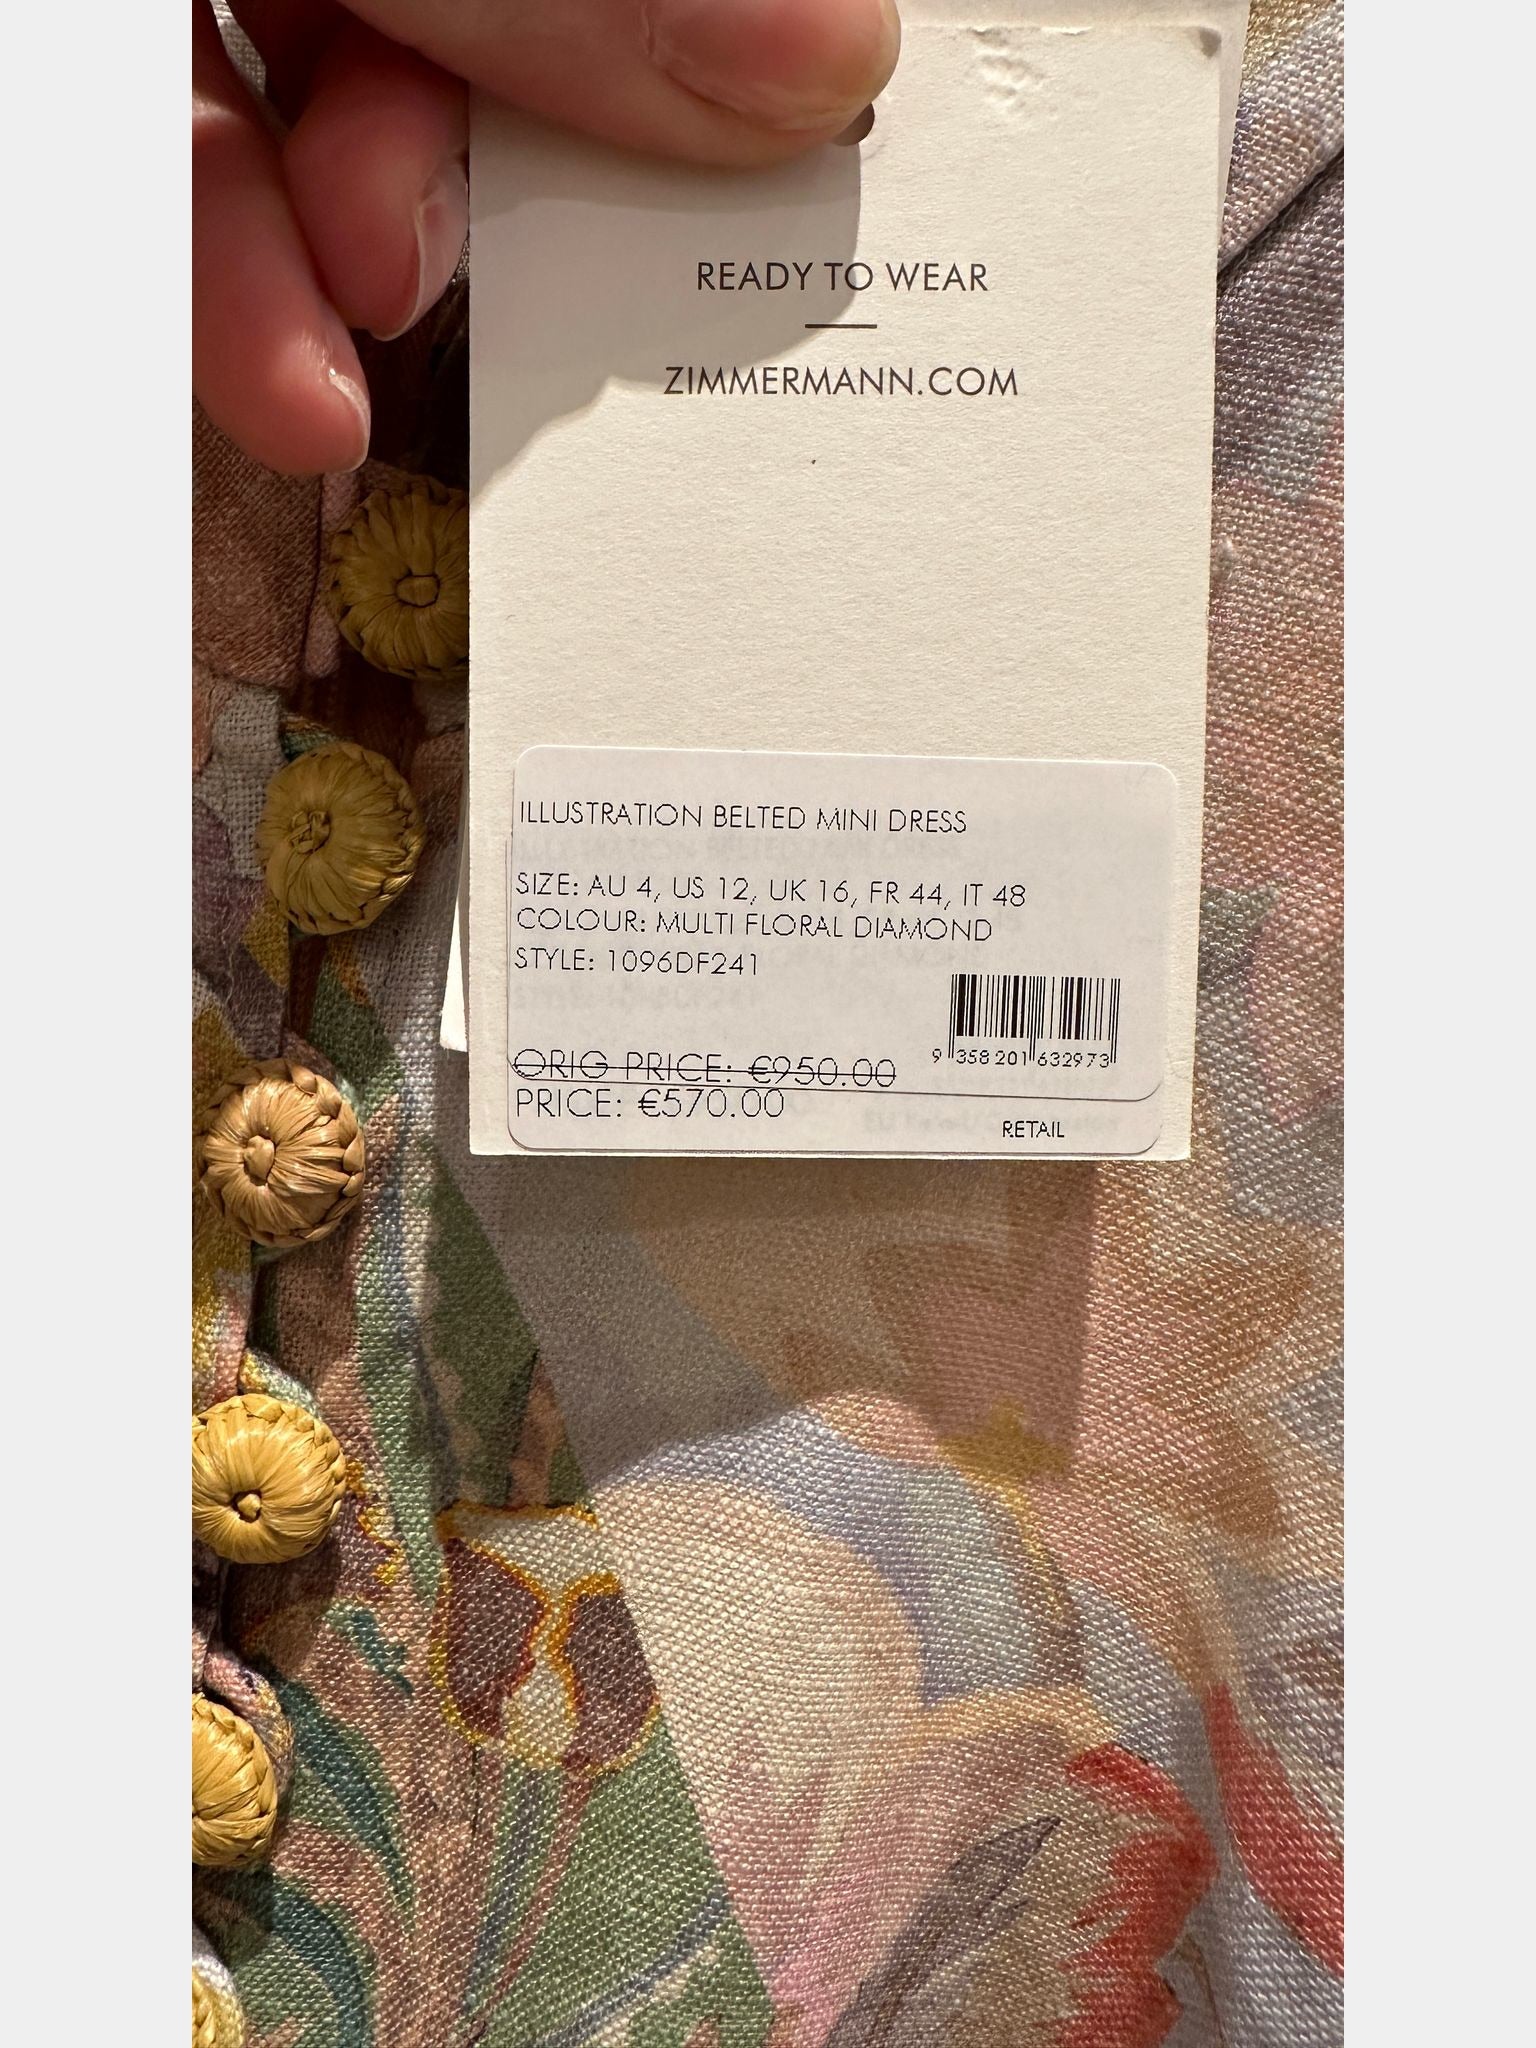 READY TO WEAR
ZIMMERMANN.COM
ILLUSTRATION BELTED MINI DRESS
SIZE: AU 4, US 12, UK 16, FR 44, IT 48
COLOUR: MULTI FLORAL DIAMOND
STYLE: 1096DF241
9 358201 632973
ORIG PRICE: €950.00
PRICE: €570.00
RETAIL